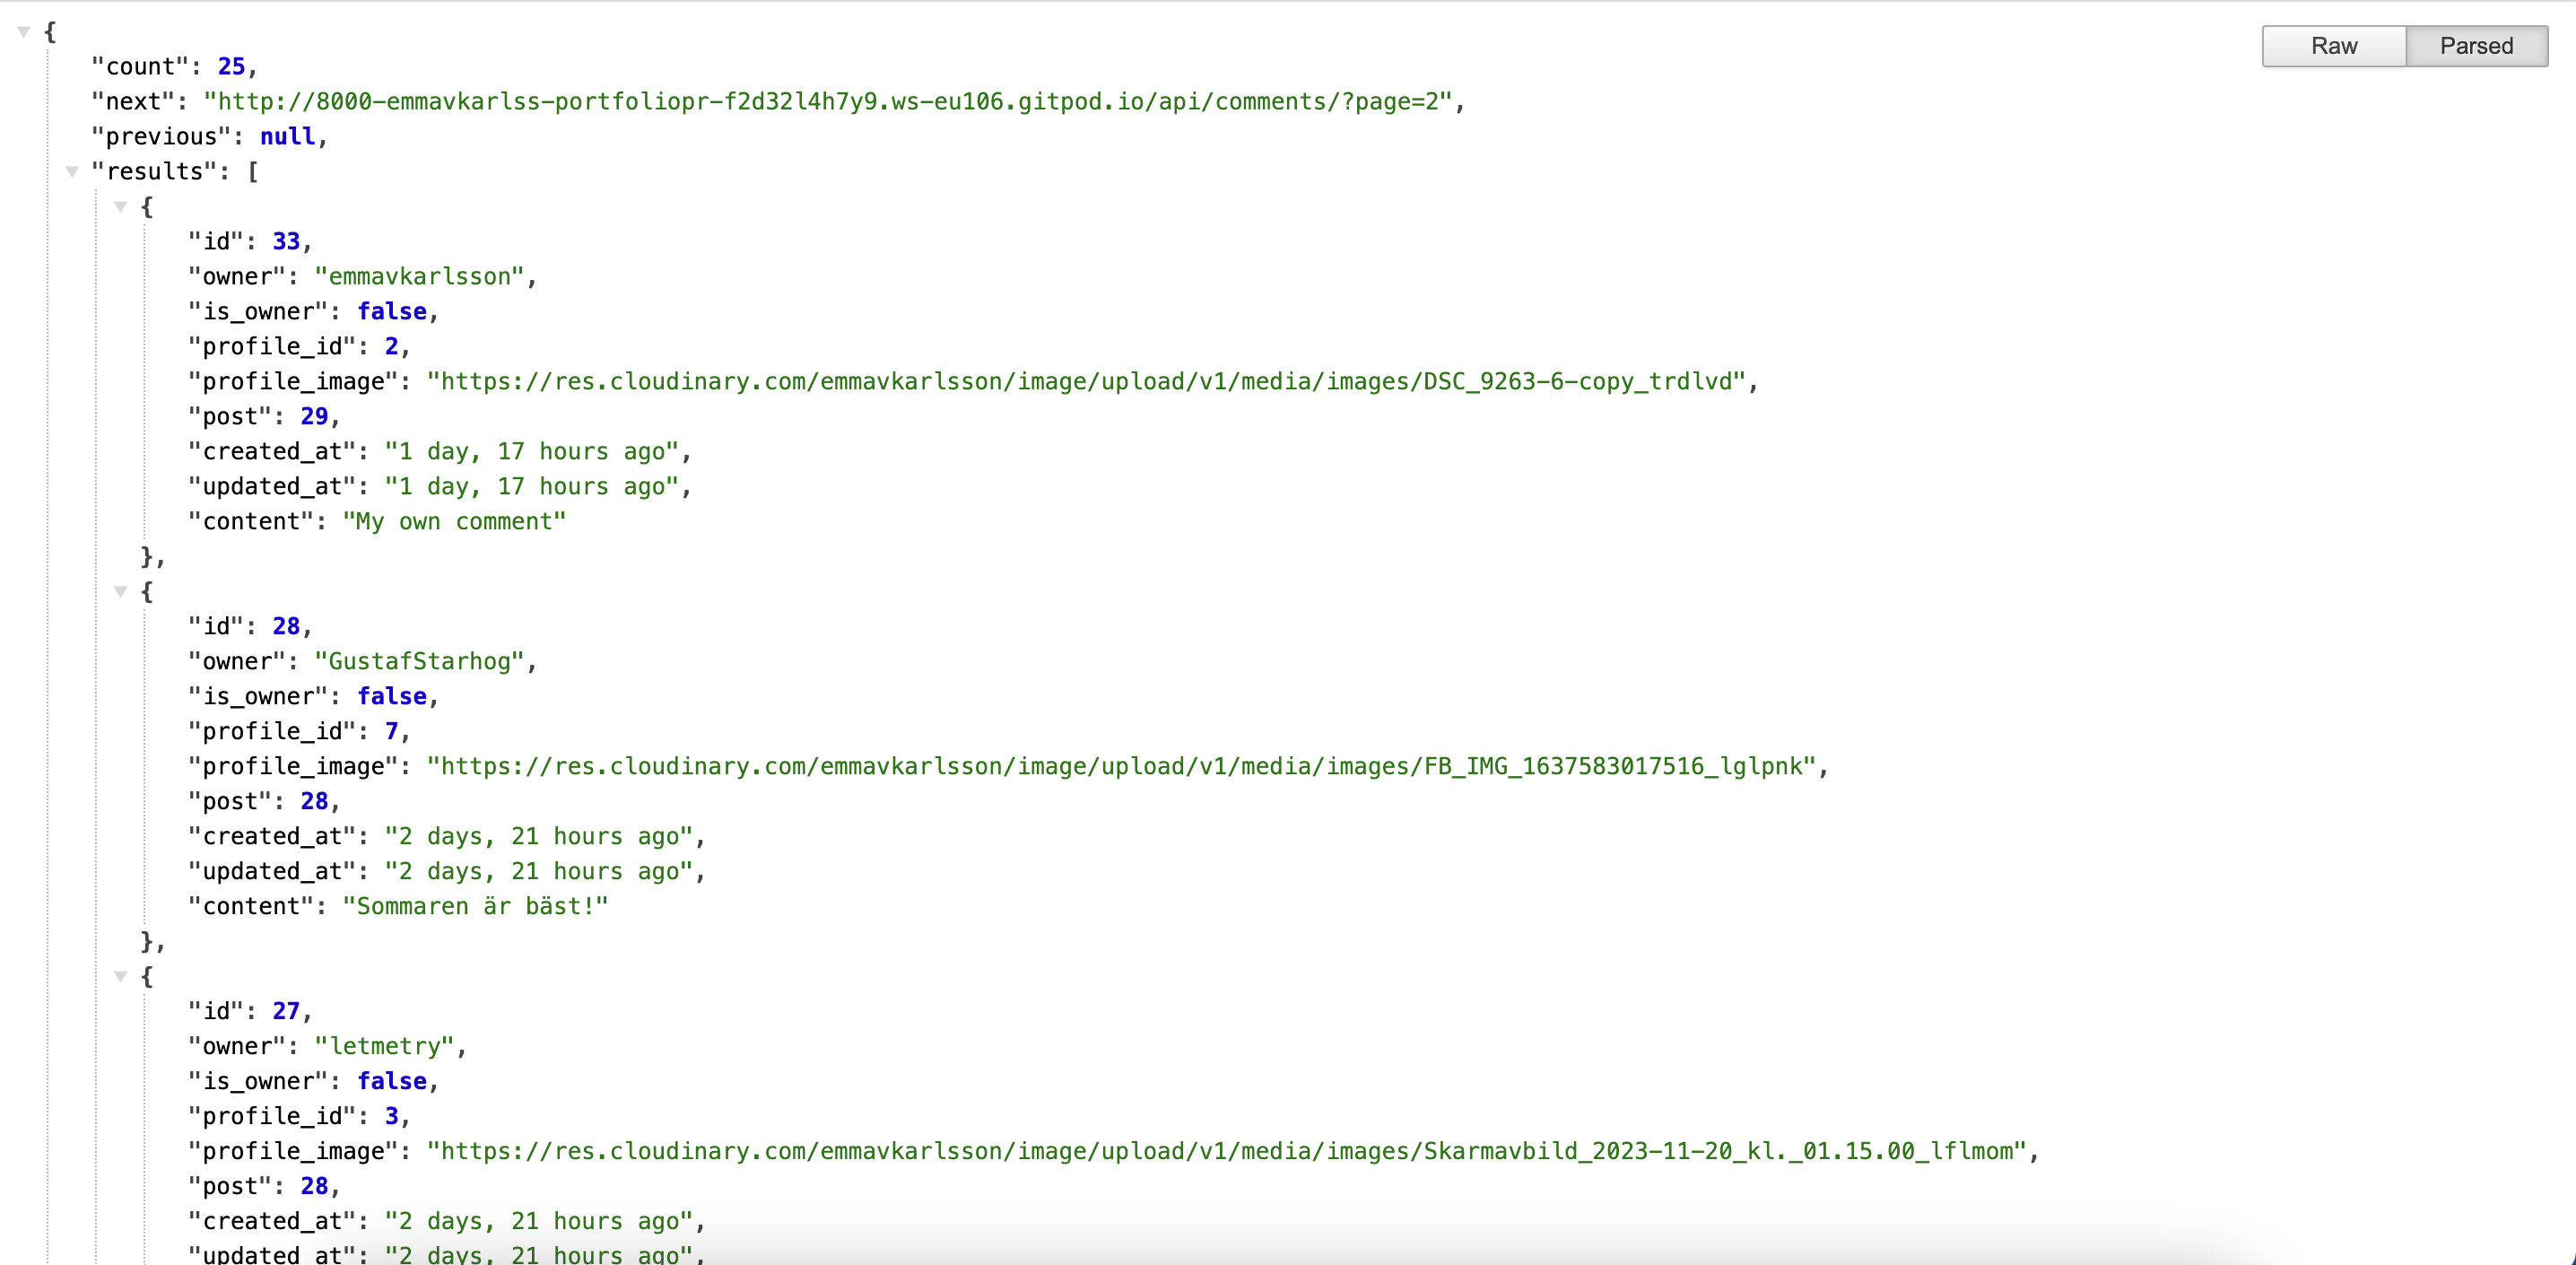 {
Raw Parsed
"count": 25,
"next": "http://8000-emmavkarlss-portfoliopr-f2d32l4h7y9.ws-eu106.gitpod.io/api/comments/?page=2",
"previous": null,
"results": [
{
"id": 33,
"owner": "emmavkarlsson",
"is_owner": false,
"profile_id": 2,
"profile_image": "https://res.cloudinary.com/emmavkarlsson/image/upload/v1/media/images/DSC_9263-6-copy_trdlvd",
"post": 29,
"created_at": "1 day, 17 hours ago",
"updated_at": "1 day, 17 hours ago",
"content": "My own comment"
},
{
"id": 28,
"owner": "GustafStarhog",
"is_owner": false,
"profile_id": 7,
"profile_image": "https://res.cloudinary.com/emmavkarlsson/image/upload/v1/media/images/FB_IMG_1637583017516_lglpnk",
"post": 28,
"created_at": "2 days, 21 hours ago",
"updated_at": "2 days, 21 hours ago",
"content": "Sommaren är bäst!"
},
{
"id": 27,
"owner": "letmetry",
"is_owner": false,
"profile_id": 3,
"profile_image": "https://res.cloudinary.com/emmavkarlsson/image/upload/v1/media/images/Skarmavbild_2023-11-20_kl._01.15.00_lflmom",
"post": 28,
"created_at": "2 days, 21 hours ago",
"updated_at": "2 days, 21 hours ago",